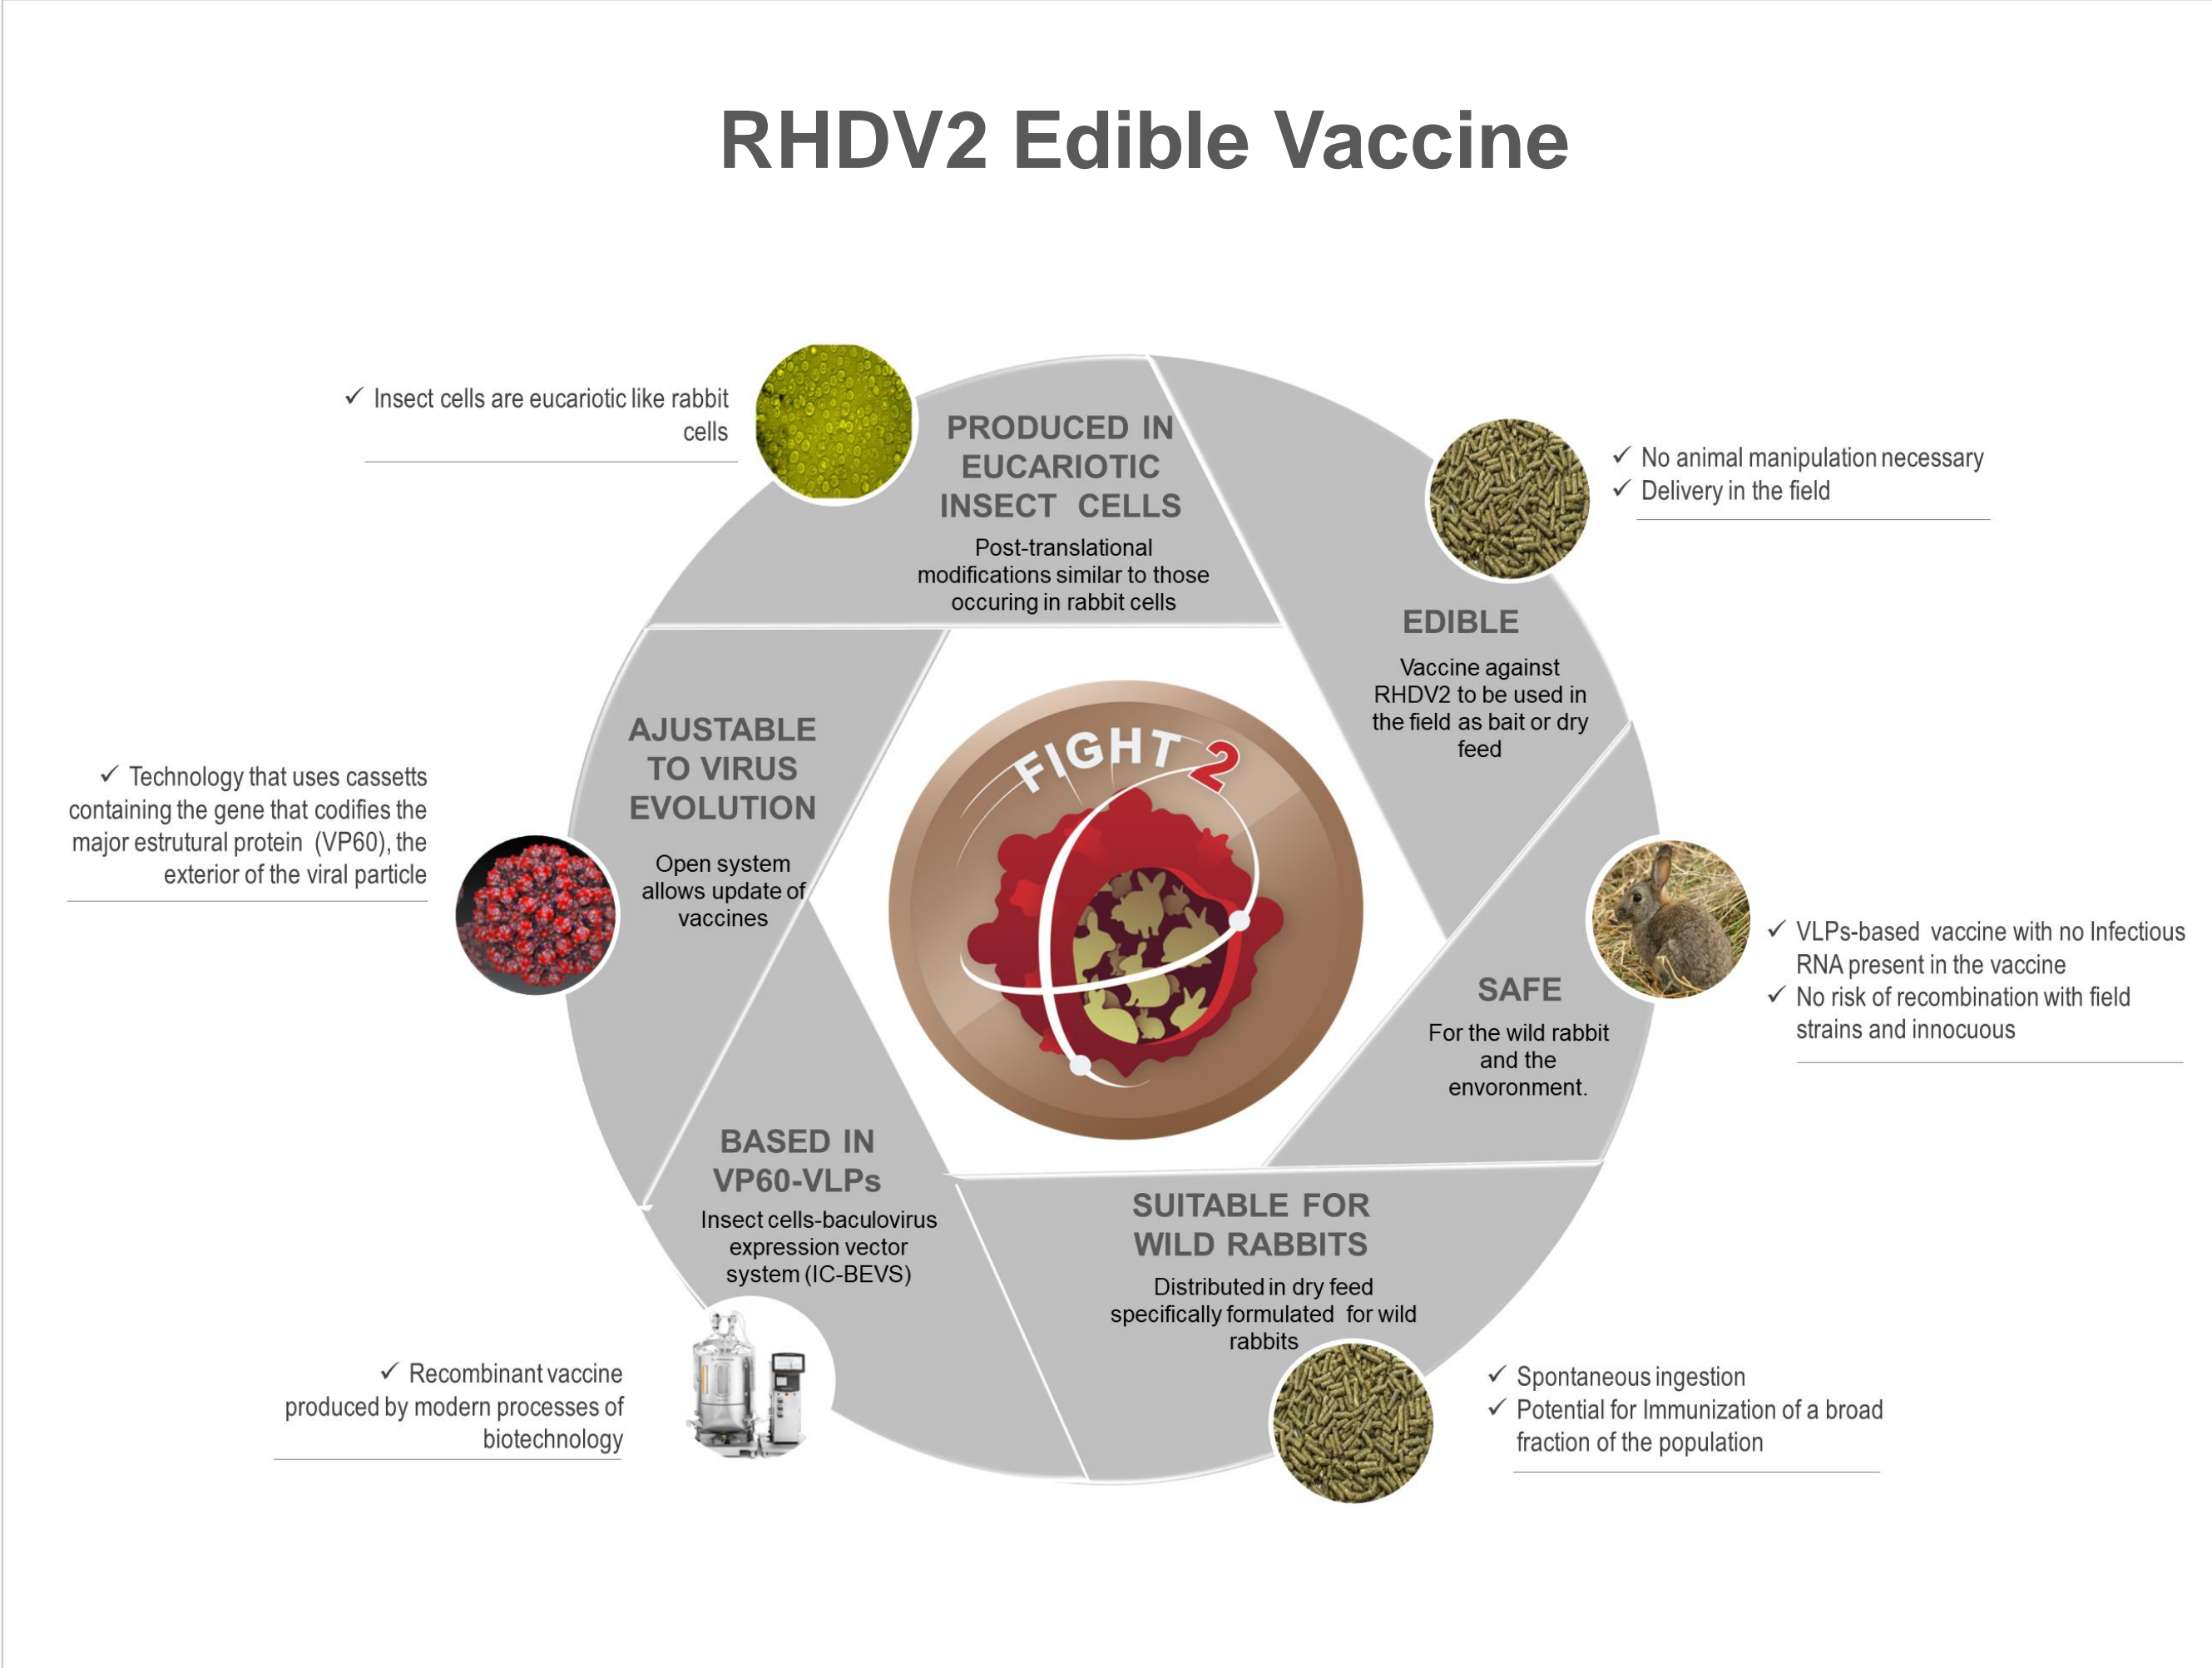 RHDV2 Edible Vaccine
✓ Insect cells are eucariotic like rabbit
cells
PRODUCED IN
EUCARIOTIC
INSECT CELLS
Post-translational
modifications similar to those
occuring in rabbit cells
✓ No animal manipulation necessary
✓ Delivery in the field
EDIBLE
Vaccine against
RHDV2 to be used in
the field as bait or dry
feed
AJUSTABLE
TO VIRUS
EVOLUTION
Open system
allows update of
vaccines
✓ Technology that uses cassetts
containing the gene that codifies the
major estrutural protein (VP60), the
exterior of the viral particle
FIGHT 2
SAFE
For the wild rabbit
and the
envoronment.
✓ VLPs-based vaccine with no Infectious
RNA present in the vaccine
✓ No risk of recombination with field
strains and innocuous
BASED IN
VP60-VLPs
Insect cells-baculovirus
expression vector
system (IC-BEVS)
✓ Recombinant vaccine
produced by modern processes of
biotechnology
SUITABLE FOR
WILD RABBITS
Distributed in dry feed
specifically formulated for wild
rabbits
✓ Spontaneous ingestion
✓ Potential for Immunization of a broad
fraction of the population